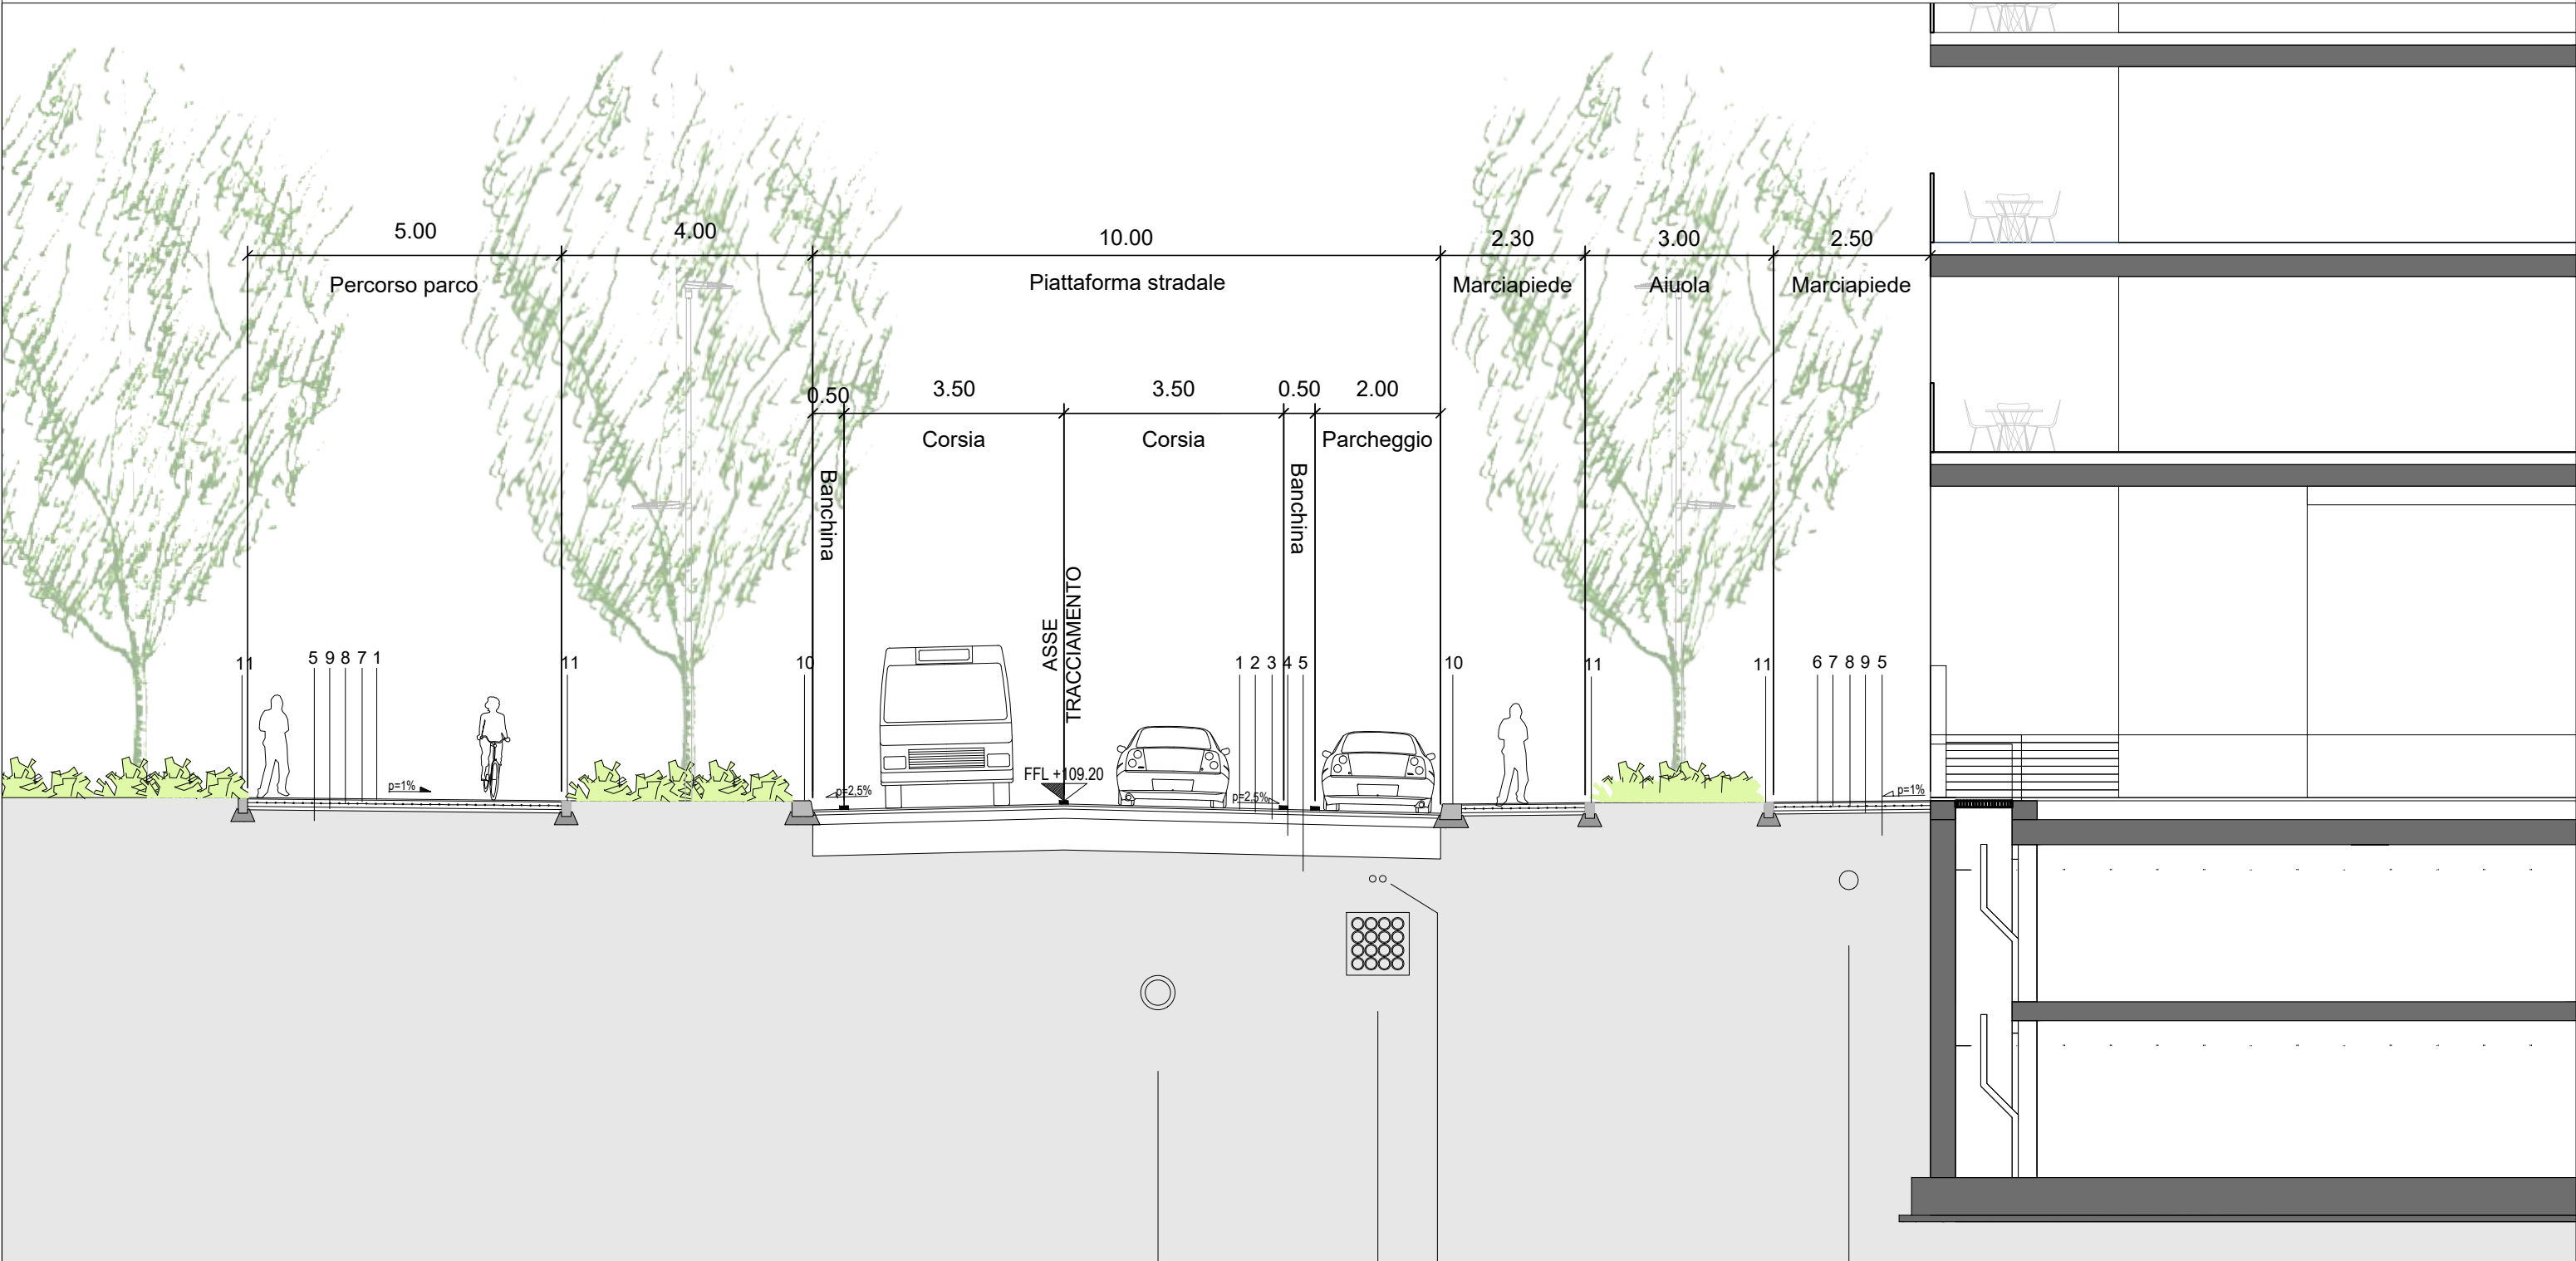 5.00
4.00
10.00
2.30
3.00
2.50
Percorso parco
Piattaforma stradale
Marciapiede
Aiuola
Marciapiede
0.50
3.50
3.50
0.50
2.00
Corsia
Corsia
Parcheggio
Banchina
Banchina
ASSE
TRACCIAMENTO
11
5 9 8 7 1
11
10
1 2 3 4 5
10
11
11
6 7 8 9 5
FFL +109.20
p=1%
p=2.5%
p=2.5%
p=1%